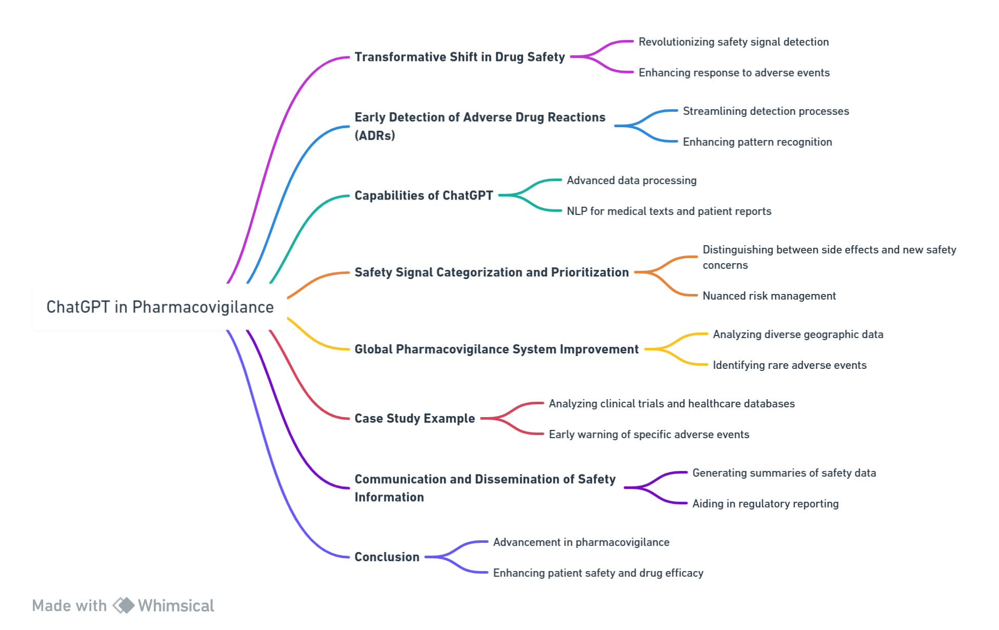 Transformative Shift in Drug Safety
Revolutionizing safety signal detection
Enhancing response to adverse events
Early Detection of Adverse Drug Reactions
(ADRs)
Streamlining detection processes
Enhancing pattern recognition
Capabilities of ChatGPT
Advanced data processing
NLP for medical texts and patient reports
ChatGPT in Pharmacovigilance
Safety Signal Categorization and Prioritization
Distinguishing between side effects and new safety
concerns
Nuanced risk management
Global Pharmacovigilance System Improvement
Analyzing diverse geographic data
Identifying rare adverse events
Case Study Example
Analyzing clinical trials and healthcare databases
Early warning of specific adverse events
Communication and Dissemination of Safety
Information
Generating summaries of safety data
Aiding in regulatory reporting
Conclusion
Advancement in pharmacovigilance
Enhancing patient safety and drug efficacy
Made with Whimsical